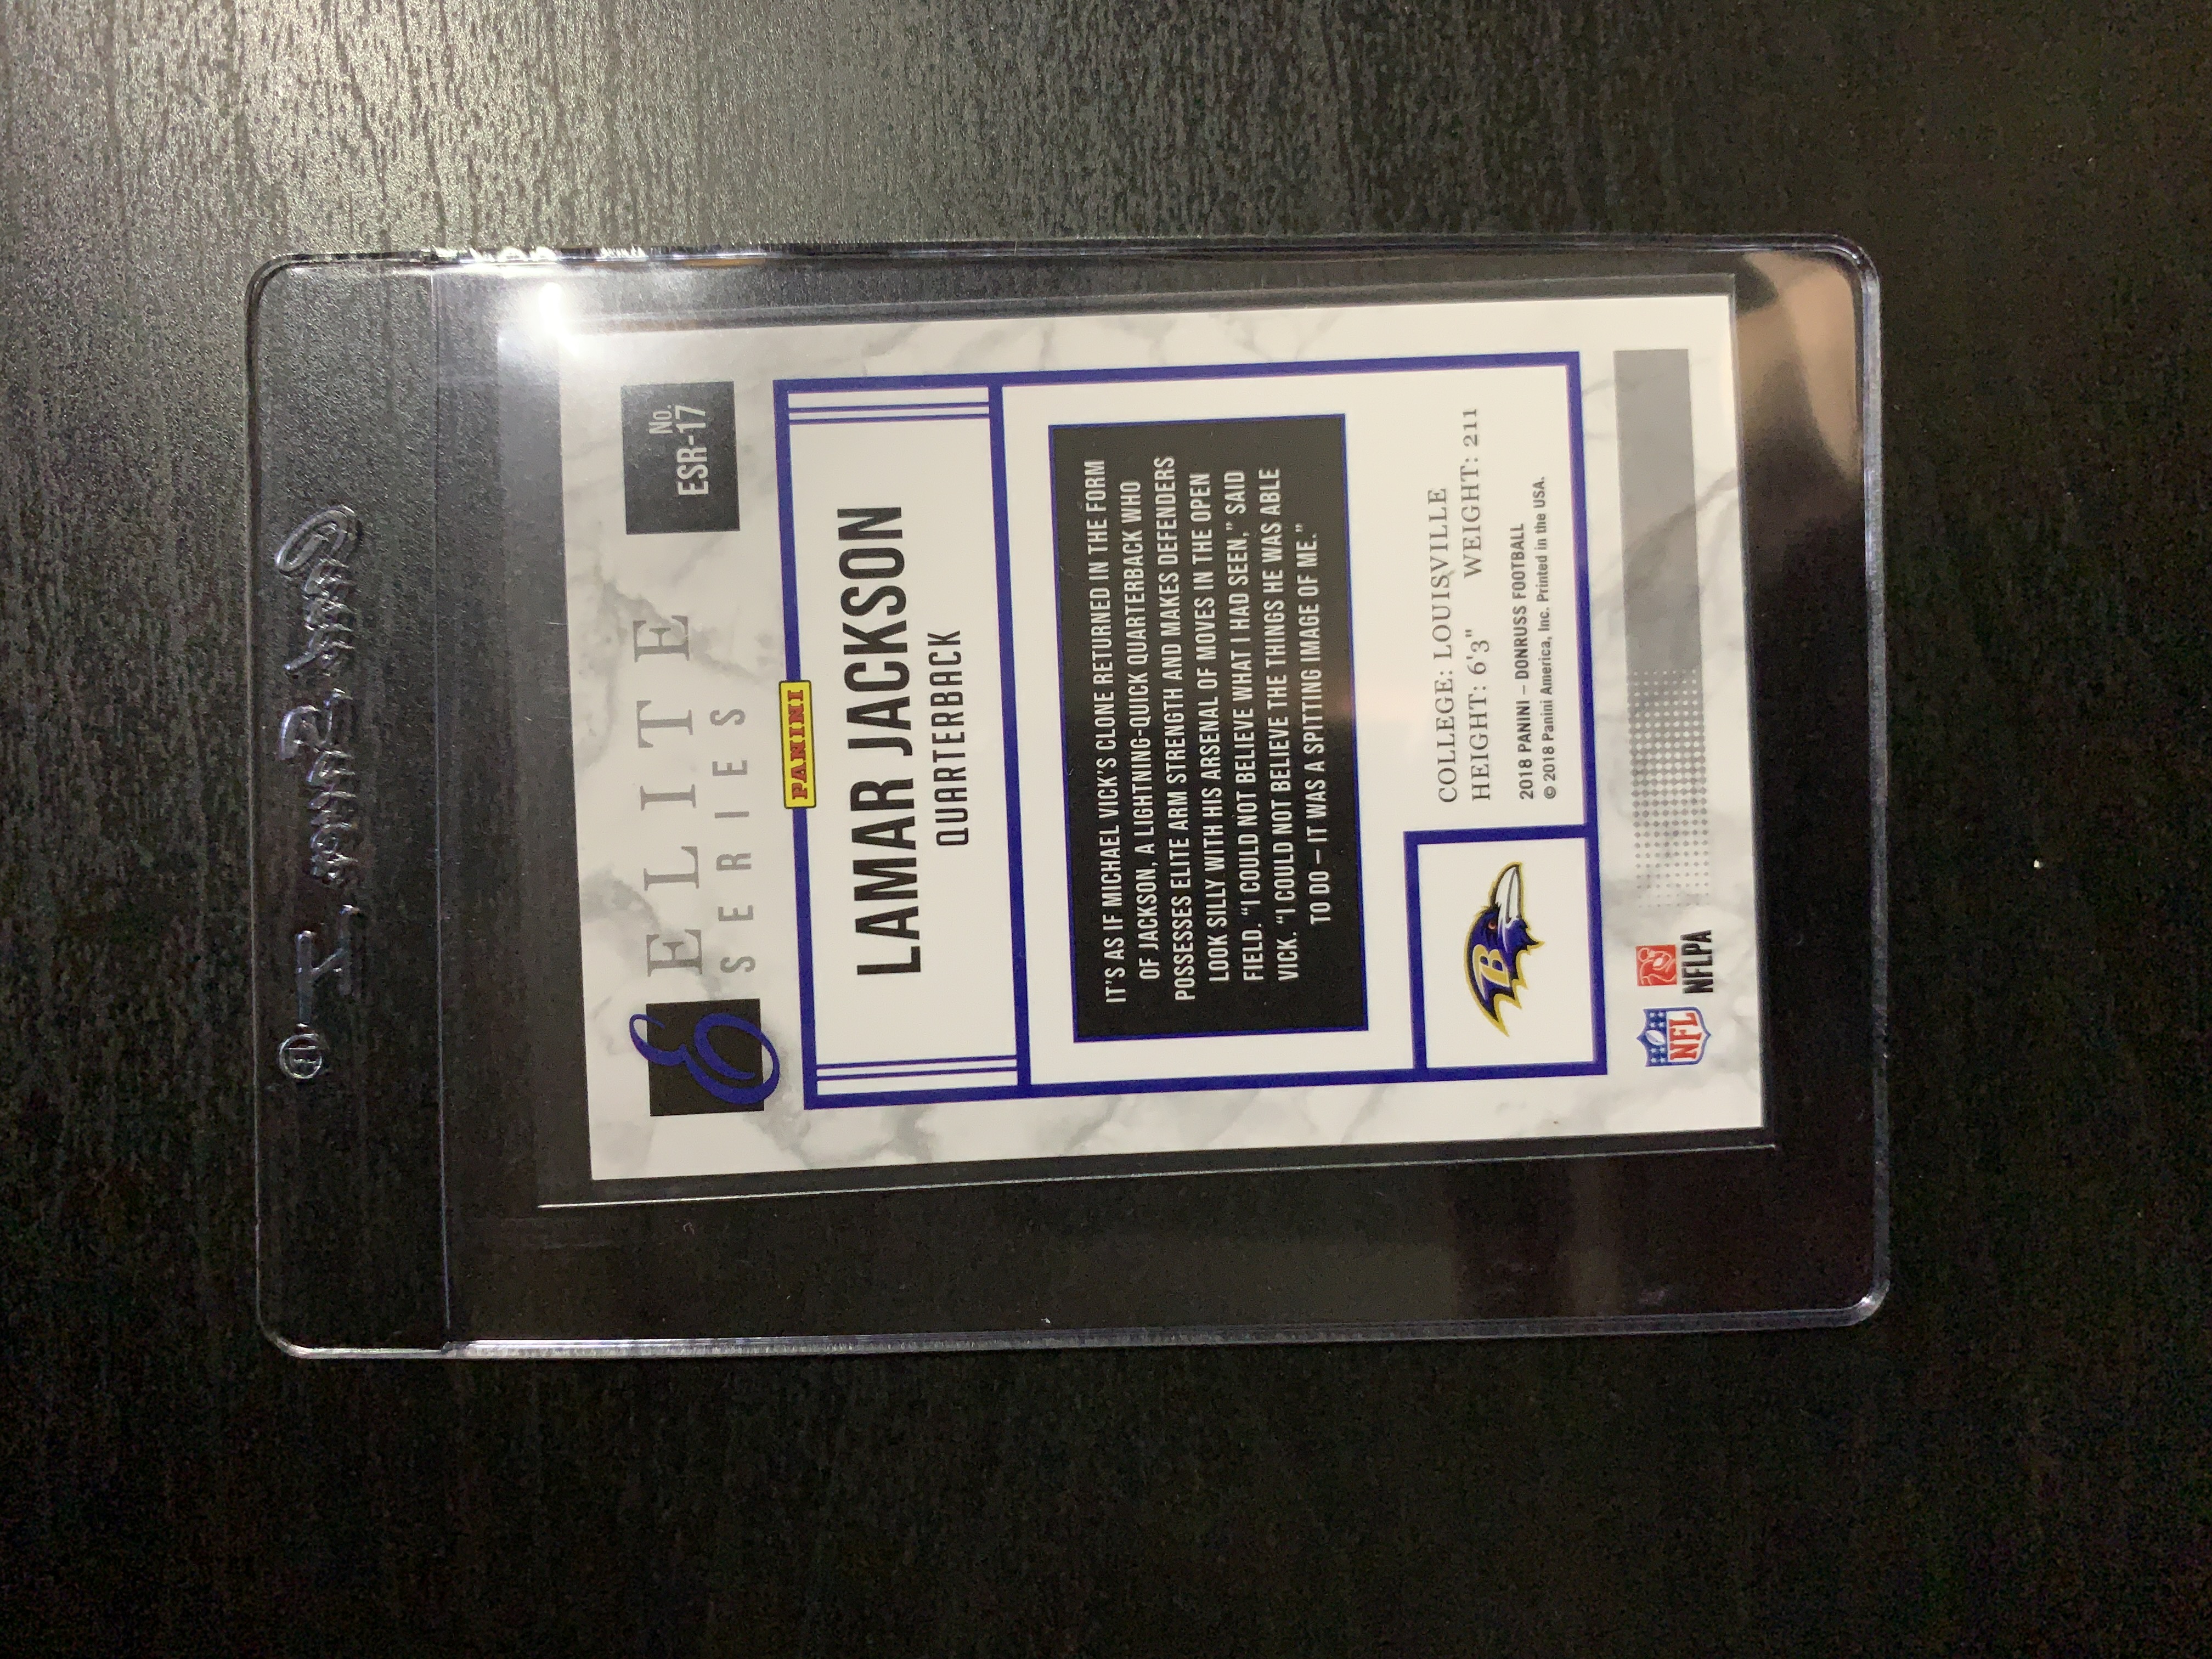 Card Saver I ®
E ELITE
SERIES
No.
ESR-17
PANINI
LAMAR JACKSON
QUARTERBACK
IT'S AS IF MICHAEL VICK'S CLONE RETURNED IN THE FORM
OF JACKSON, A LIGHTNING-QUICK QUARTERBACK WHO
POSSESSES ELITE ARM STRENGTH AND MAKES DEFENDERS
LOOK SILLY WITH HIS ARSENAL OF MOVES IN THE OPEN
FIELD. “I COULD NOT BELIEVE WHAT I HAD SEEN,” SAID
VICK. “I COULD NOT BELIEVE THE THINGS HE WAS ABLE
TO DO – IT WAS A SPITTING IMAGE OF ME.”
B
COLLEGE: LOUISVILLE
HEIGHT: 6'3" WEIGHT: 211
2018 PANINI – DONRUSS FOOTBALL
© 2018 Panini America, Inc. Printed in the USA.
NFL
NFLPA